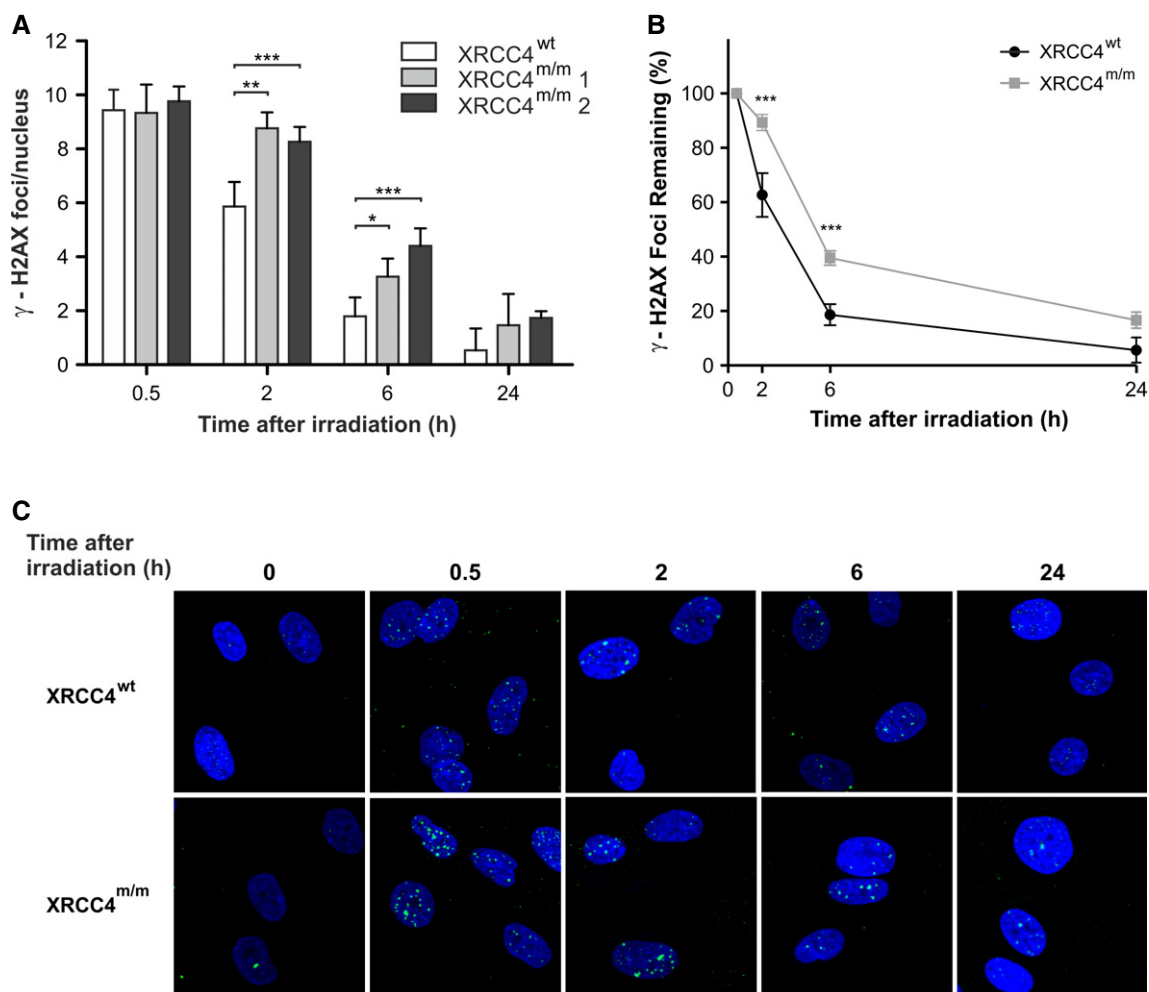 A
γ - H2AX foci/nucleus
12
10
8
6
4
2
0
***
**
***
*
XRCC4wt
XRCC4m/m 1
XRCC4m/m 2
0.5 2 6 24
Time after irradiation (h)
B
γ - H2AX Foci Remaining (%)
100
80
60
40
20
0
***
***
XRCC4wt
XRCC4m/m
0 2 6 24
Time after irradiation (h)
C
Time after
irradiation (h)
0 0.5 2 6 24
XRCC4wt
XRCC4m/m